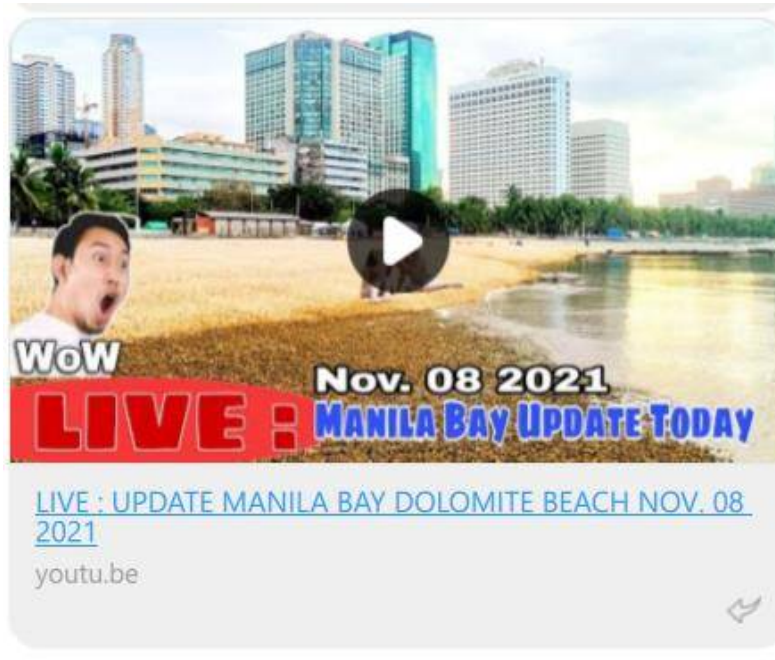 WoW
Nov. 08 2021
LIVE : MANILA BAY UPDATE TODAY
LIVE : UPDATE MANILA BAY DOLOMITE BEACH NOV. 08
2021
youtu.be